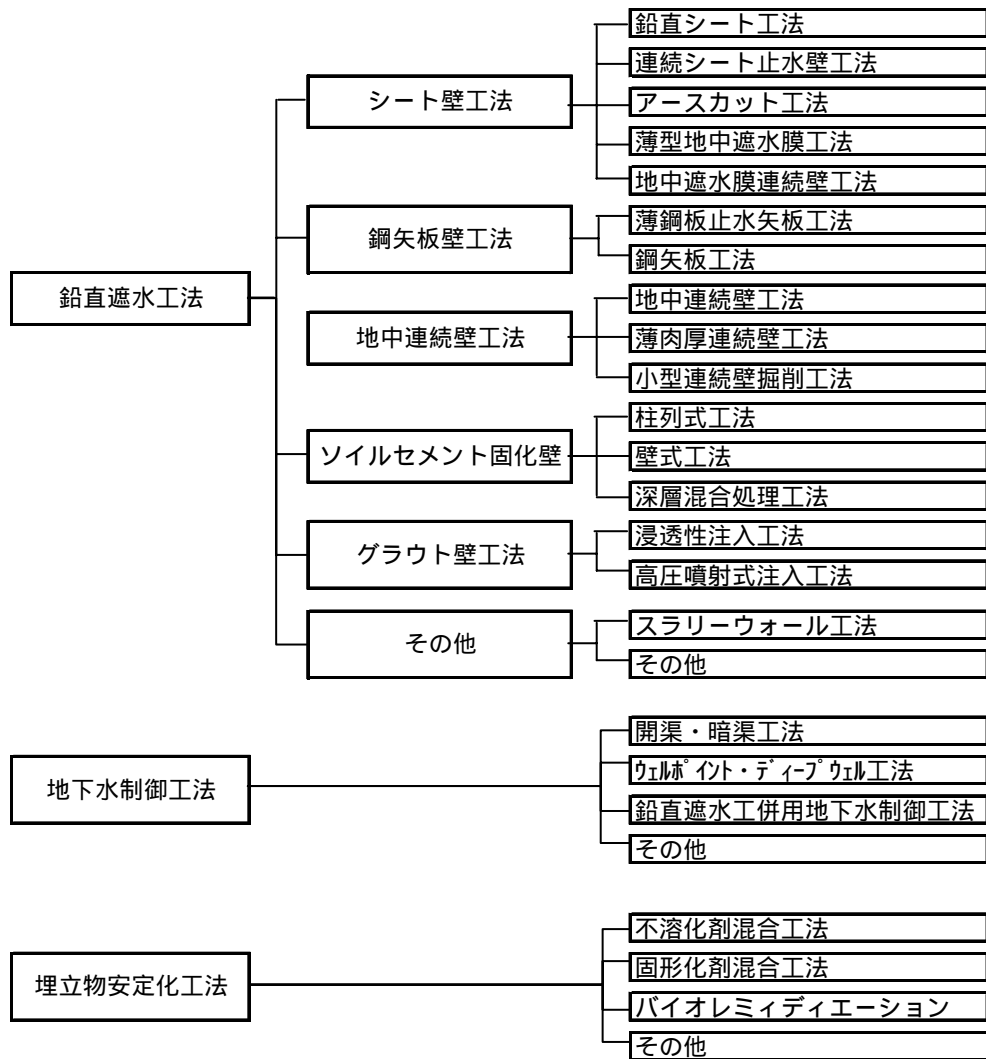 鉛直遮水工法
シート壁工法
鉛直シート工法
連続シート止水壁工法
アースカット工法
薄型地中遮水膜工法
地中遮水膜連続壁工法
鋼矢板壁工法
薄鋼板止水矢板工法
鋼矢板工法
地中連続壁工法
地中連続壁工法
薄肉厚連続壁工法
小型連続壁掘削工法
ソイルセメント固化壁
柱列式工法
壁式工法
深層混合処理工法
グラウト壁工法
浸透性注入工法
高圧噴射式注入工法
その他
スラリーウォール工法
その他
地下水制御工法
開渠・暗渠工法
ｳｪﾙﾎﾟｲﾝﾄ・ﾃﾞｨｰﾌﾟｳｪﾙ工法
鉛直遮水工併用地下水制御工法
その他
埋立物安定化工法
不溶化剤混合工法
固形化剤混合工法
バイオレミィディエーション
その他